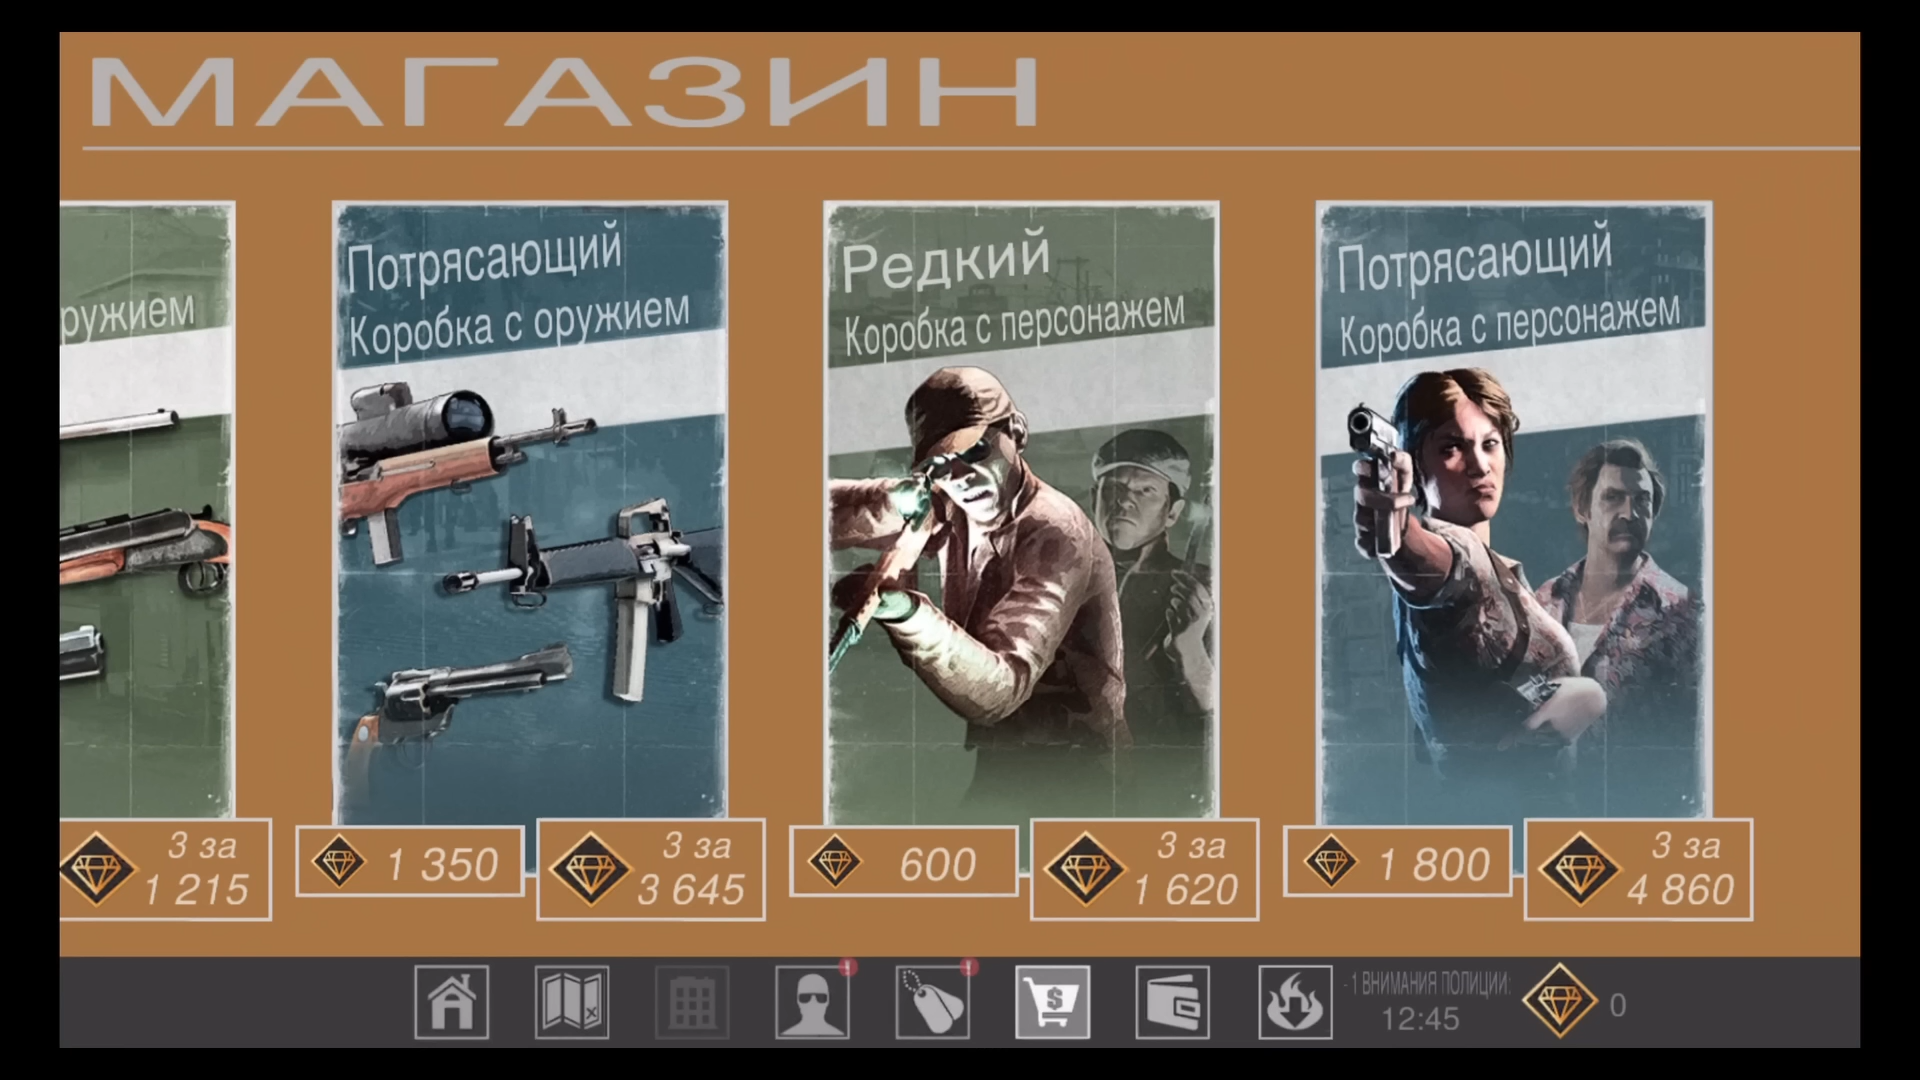 МАГАЗИН
ружием
3 за
1 215
Потрясающий
Коробка с оружием
1 350
3 за
3 645
Редкий
Коробка с персонажем
600
3 за
1 620
Потрясающий
Коробка с персонажем
1 800
3 за
4 860
- 1 ВНИМАНИЯ ПОЛИЦИИ:
12:45
0